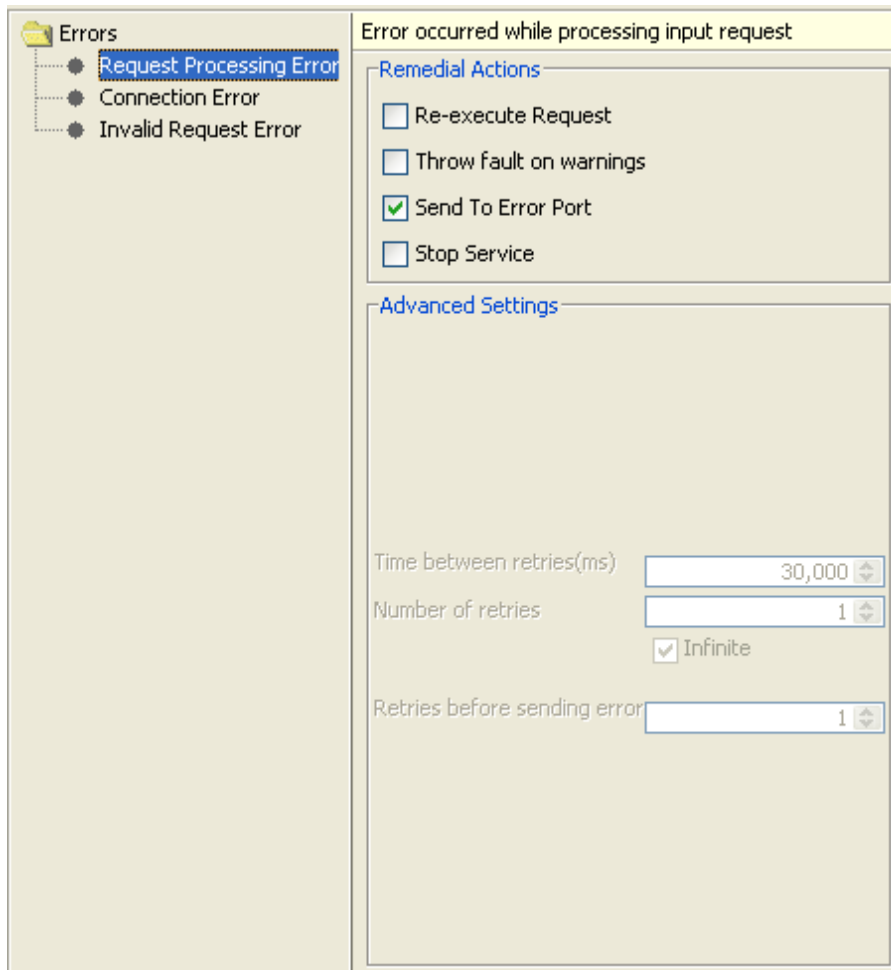 Errors
Request Processing Error
Connection Error
Invalid Request Error
Error occurred while processing input request
Remedial Actions
Re-execute Request
Throw fault on warnings
Send To Error Port
Stop Service
Advanced Settings
Time between retries(ms) 30,000
Number of retries 1
Infinite
Retries before sending error 1